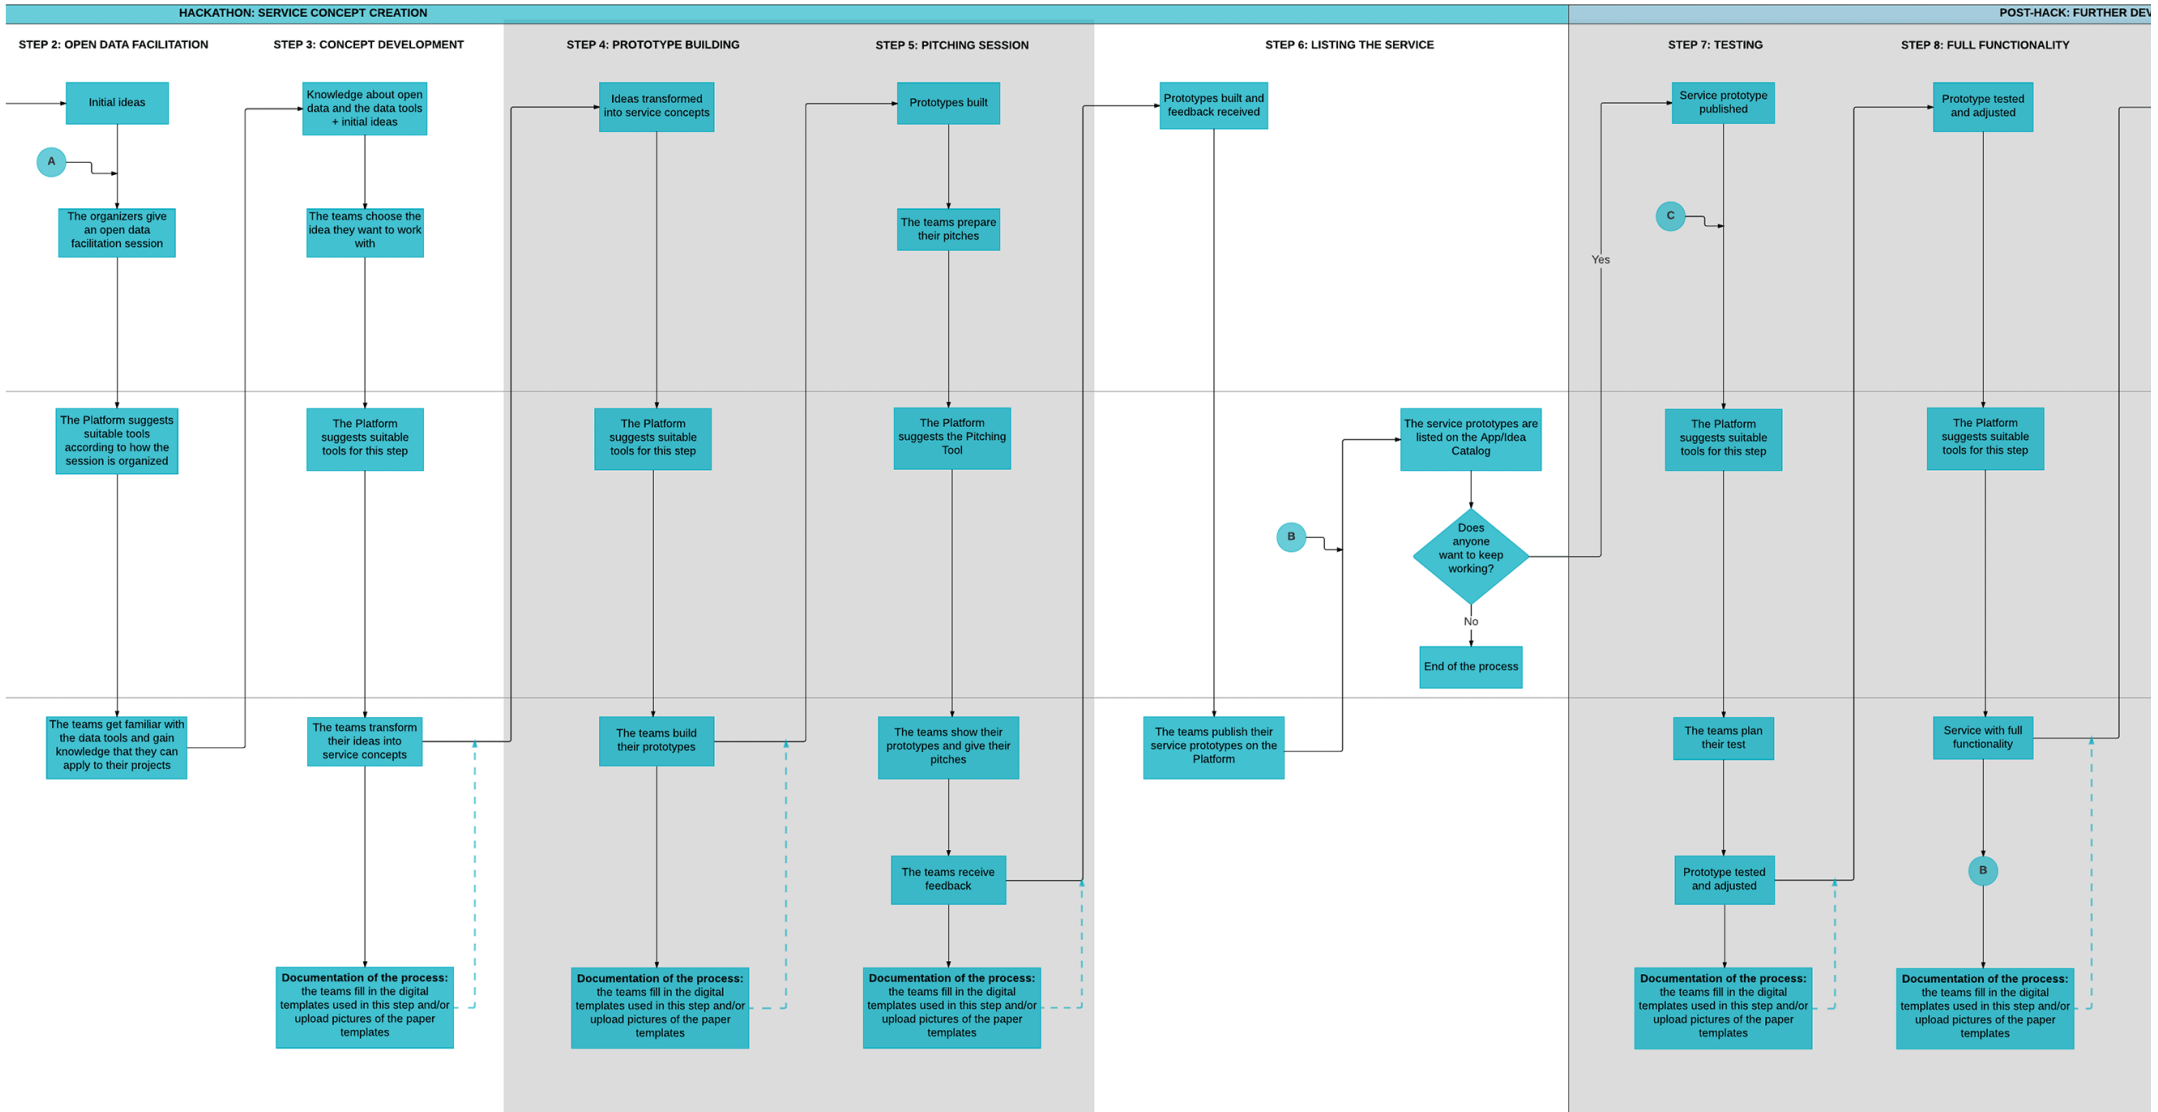 HACKATHON: SERVICE CONCEPT CREATION
POST-HACK: FURTHER DEV
STEP 2: OPEN DATA FACILITATION
Initial ideas
A
The organizers give
an open data
facilitation session
The Platform suggests
suitable tools
according to how the
session is organized
The teams get familiar with
the data tools and gain
knowledge that they can
apply to their projects
STEP 3: CONCEPT DEVELOPMENT
Knowledge about open
data and the data tools
+ initial ideas
The teams choose the
idea they want to work
with
The Platform
suggests suitable
tools for this step
The teams transform
their ideas into
service concepts
Documentation of the process:
the teams fill in the digital
templates used in this step and/or
upload pictures of the paper
templates
STEP 4: PROTOTYPE BUILDING
Ideas transformed
into service concepts
The Platform
suggests suitable
tools for this step
The teams build
their prototypes
Documentation of the process:
the teams fill in the digital
templates used in this step and/or
upload pictures of the paper
templates
STEP 5: PITCHING SESSION
Prototypes built
The teams prepare
their pitches
The Platform
suggests the Pitching
Tool
The teams show their
prototypes and give their
pitches
The teams receive
feedback
Documentation of the process:
the teams fill in the digital
templates used in this step and/or
upload pictures of the paper
templates
STEP 6: LISTING THE SERVICE
Prototypes built and
feedback received
The teams publish their
service prototypes on the
Platform
B
The service prototypes are
listed on the App/Idea
Catalog
Does
anyone
want to keep
working?
No
End of the process
Yes
STEP 7: TESTING
Service prototype
published
C
The Platform
suggests suitable
tools for this step
The teams plan
their test
Prototype tested
and adjusted
Documentation of the process:
the teams fill in the digital
templates used in this step and/or
upload pictures of the paper
templates
STEP 8: FULL FUNCTIONALITY
Prototype tested
and adjusted
The Platform
suggests suitable
tools for this step
Service with full
functionality
B
Documentation of the process:
the teams fill in the digital
templates used in this step and/or
upload pictures of the paper
templates